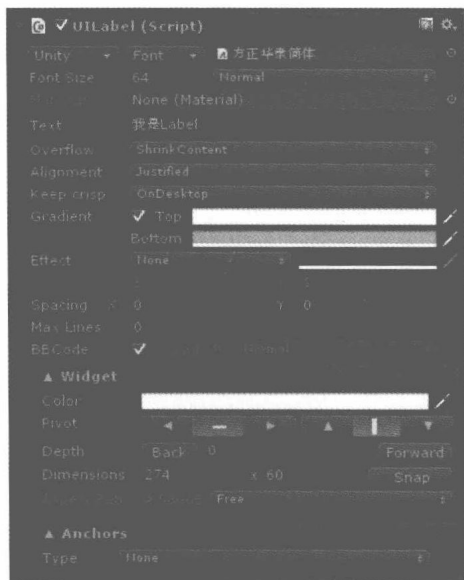 UILabel (Script)
Unity Font 方正华隶简体
Font Size 64 Normal
None (Material)
Text 我是Label
Overflow ShrinkContent
Alignment Justified
Keep crisp OnDesktop
Gradient Top
Bottom
Effect None
Spacing X 0 Y 0
Max Lines 0
BBCode
Widget
Color
Pivot
Depth Back 0 Forward
Dimensions 274 x 60 Snap
Free
Anchors
Type None